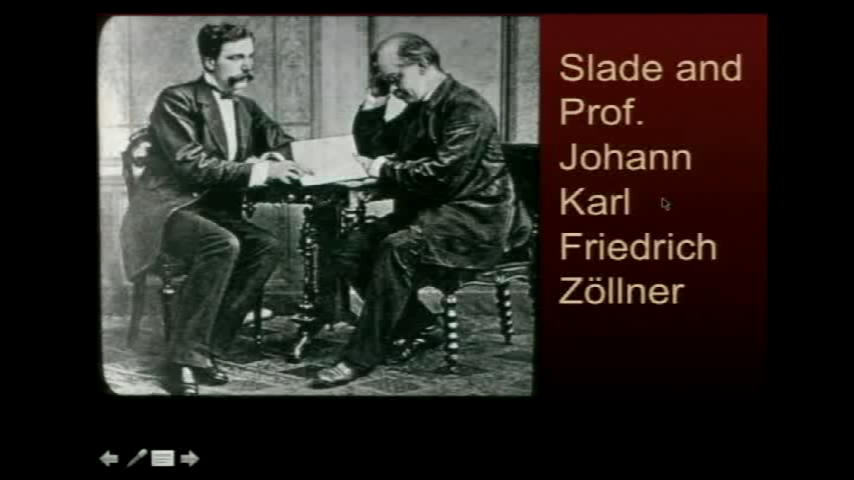 Slade and
Prof.
Johann
Karl
Friedrich
Zöllner